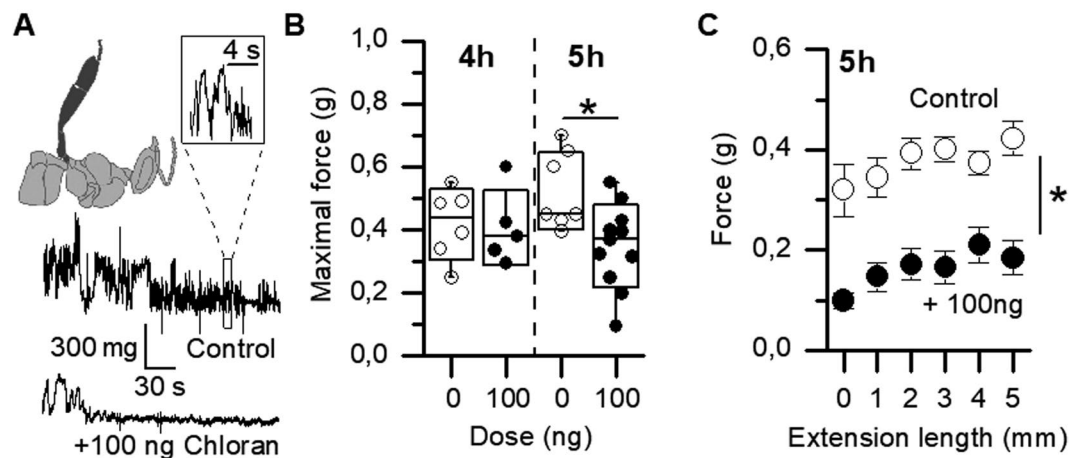 A
4 s
300 mg
Control
30 s
+100 ng Chloran
B
Maximal force (g)
1,0
0,8
0,6
0,4
0,2
0,0
4h
5h
*
0
100
0
100
Dose (ng)
C
Force (g)
0,6
0,4
0,2
0,0
5h
Control
*
+ 100ng
0 1 2 3 4 5
Extension length (mm)